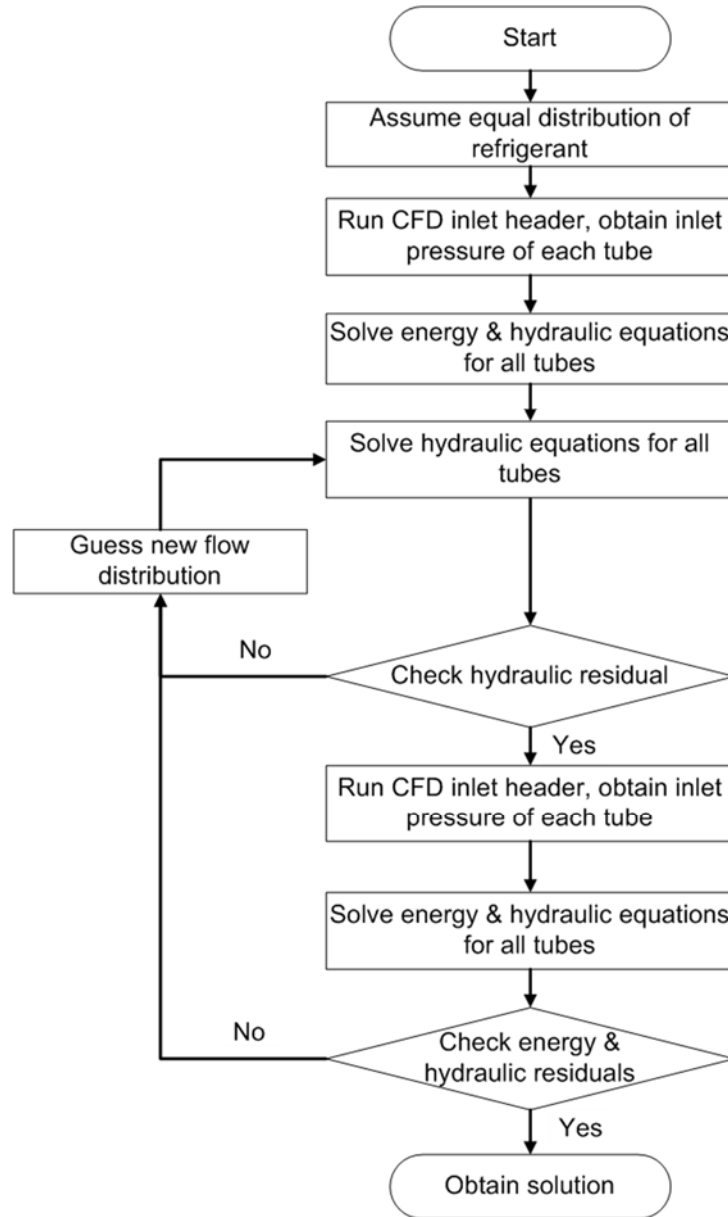 Start
Assume equal distribution of
refrigerant
Run CFD inlet header, obtain inlet
pressure of each tube
Solve energy & hydraulic equations
for all tubes
Solve hydraulic equations for all
tubes
Guess new flow
distribution
No
Check hydraulic residual
Yes
Run CFD inlet header, obtain inlet
pressure of each tube
Solve energy & hydraulic equations
for all tubes
No
Check energy &
hydraulic residuals
Yes
Obtain solution